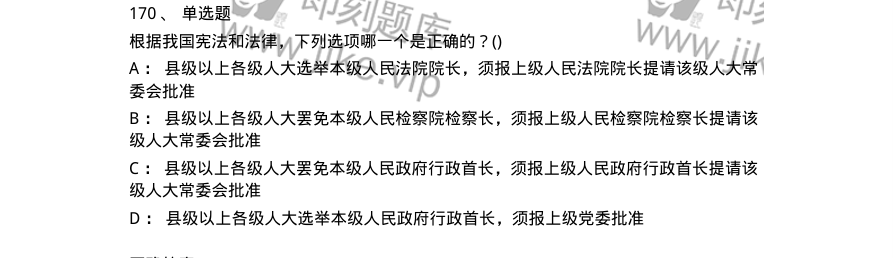 170 、 单选题
根据我国宪法和法律，下列选项哪一个是正确的？()
A： 县级以上各级人大选举本级人民法院院长，须报上级人民法院院长提请该级人大常
委会批准
B： 县级以上各级人大罢免本级人民检察院检察长，须报上级人民检察院检察长提请该
级人大常委会批准
C： 县级以上各级人大罢免本级人民政府行政首长，须报上级人民政府行政首长提请该
级人大常委会批准
D： 县级以上各级人大选举本级人民政府行政首长，须报上级党委批准
即刻题库
www.jike.vip